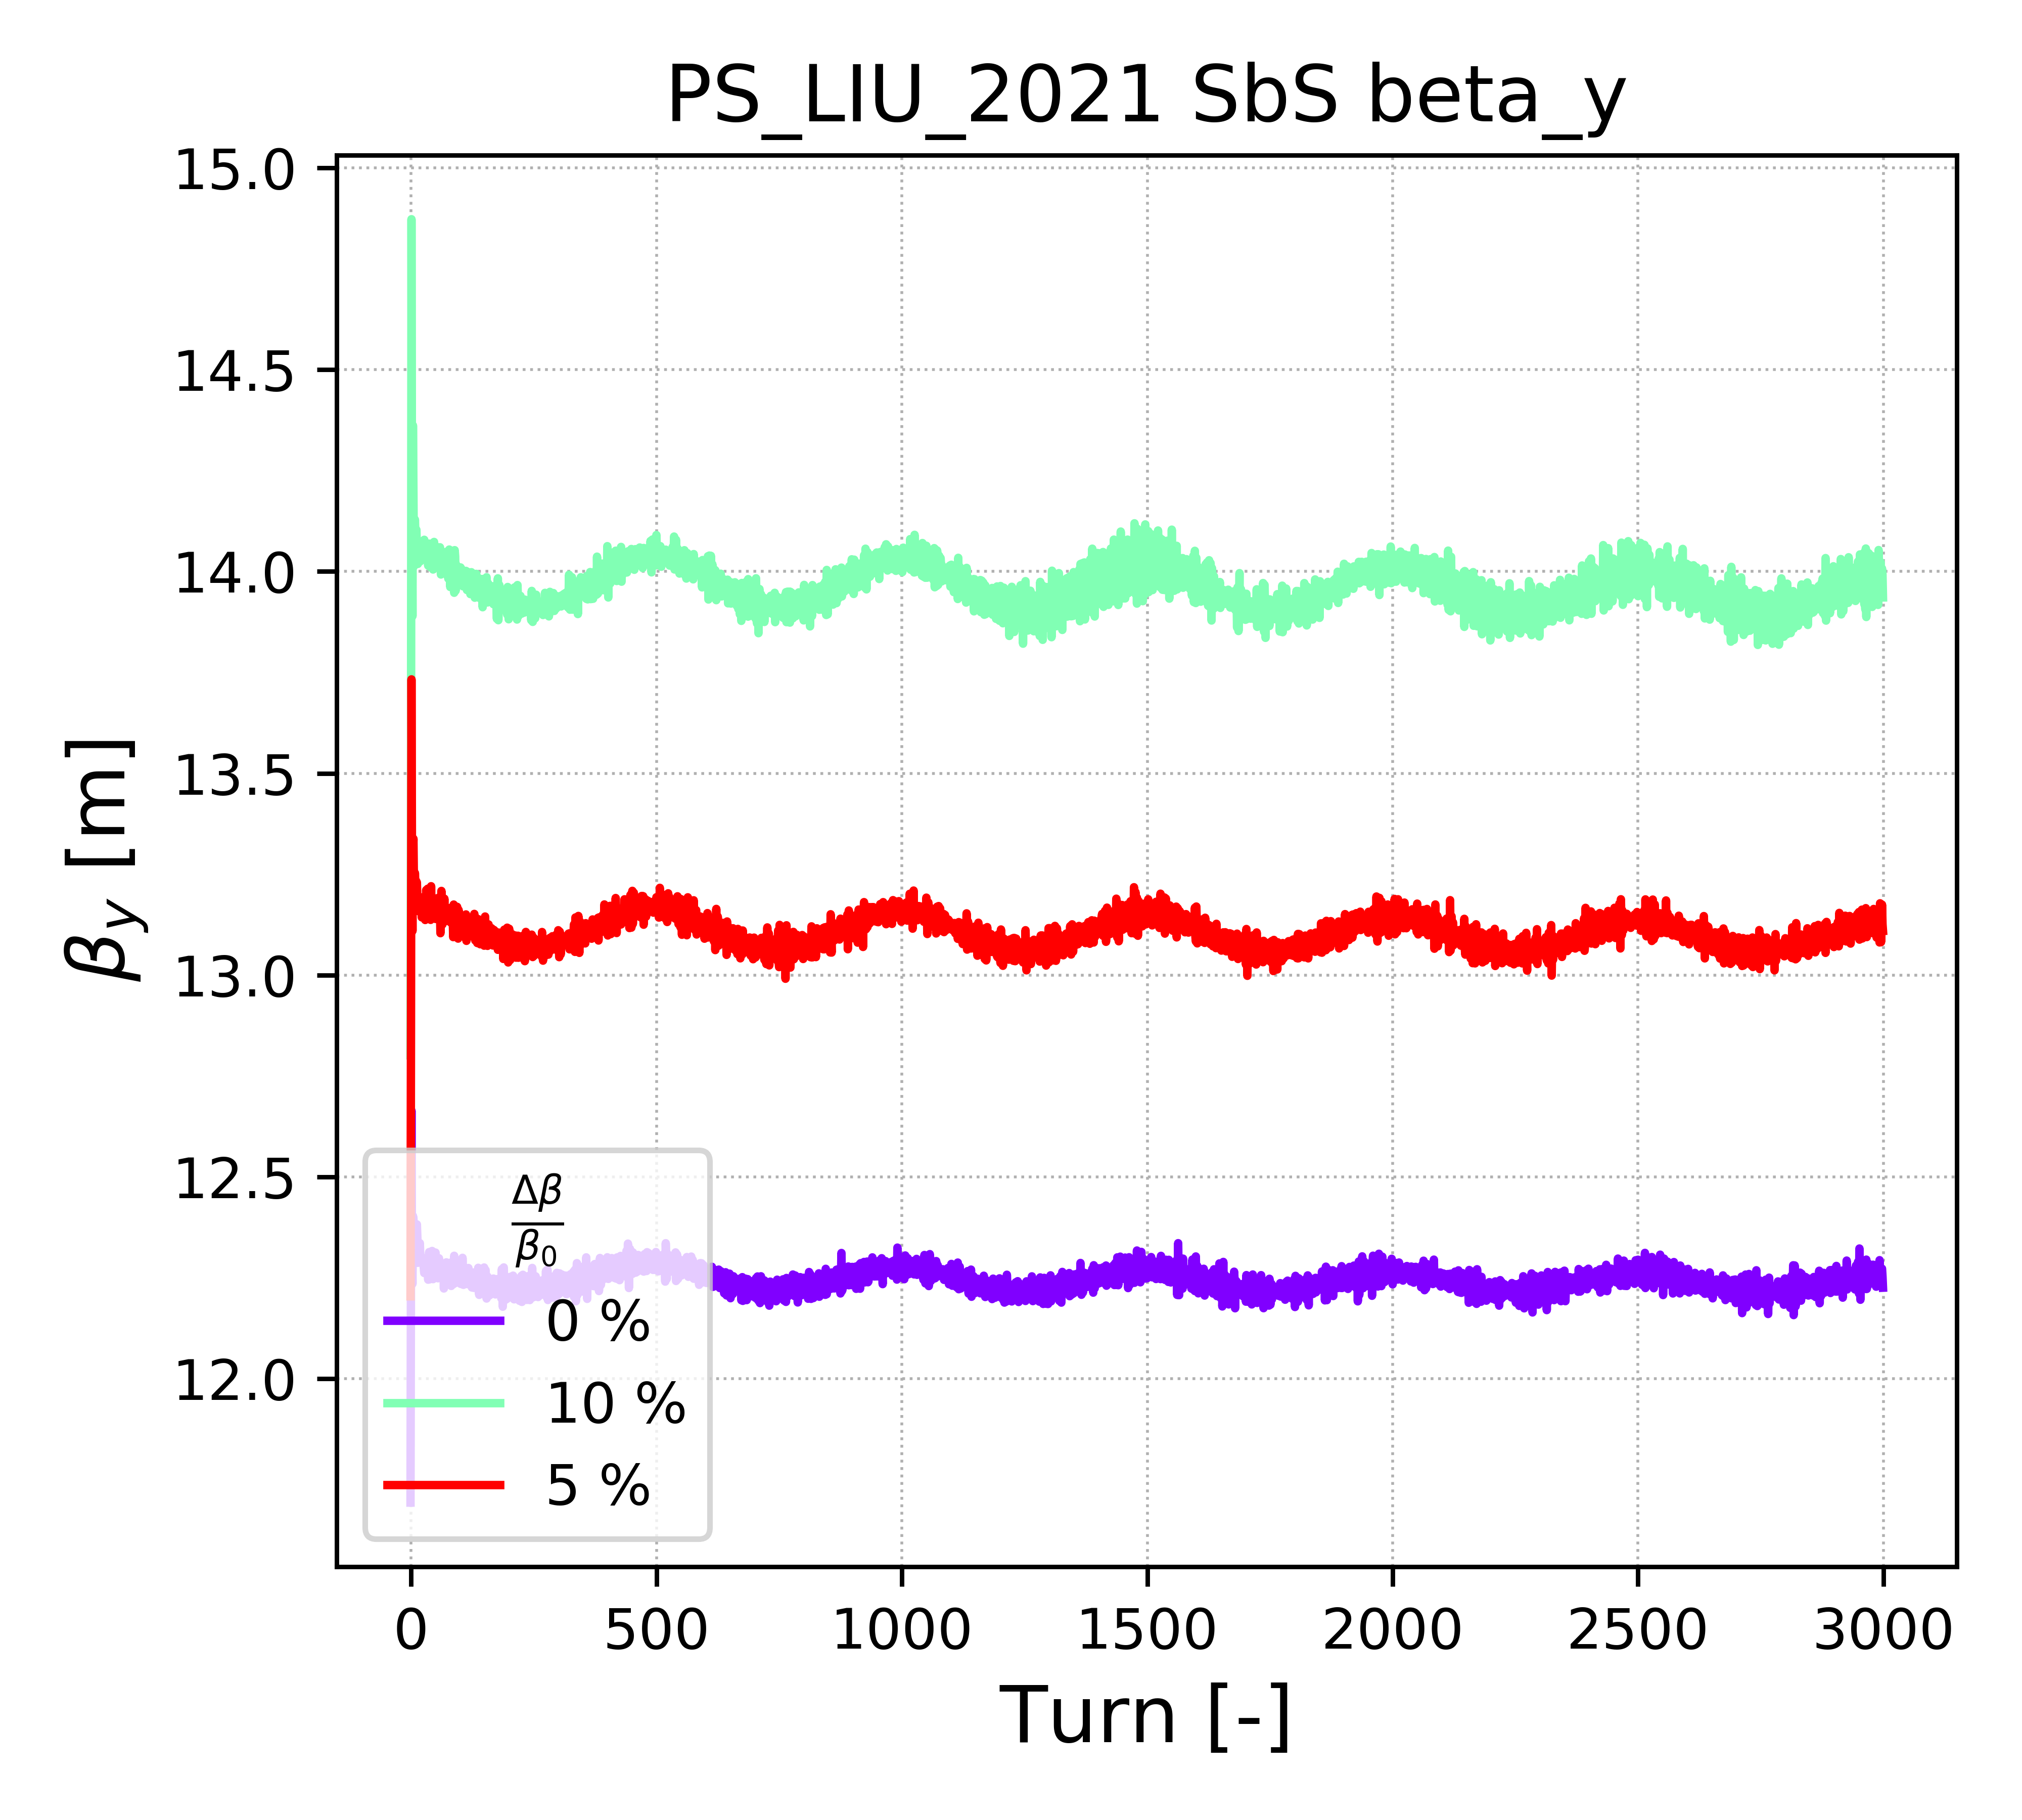 PS_LIU_2021 SbS beta_y
15.0
14.5
14.0
13.5
13.0
12.5
12.0
β_y [m]
Δβ
β₀
0 %
10 %
5 %
0 500 1000 1500 2000 2500 3000
Turn [-]